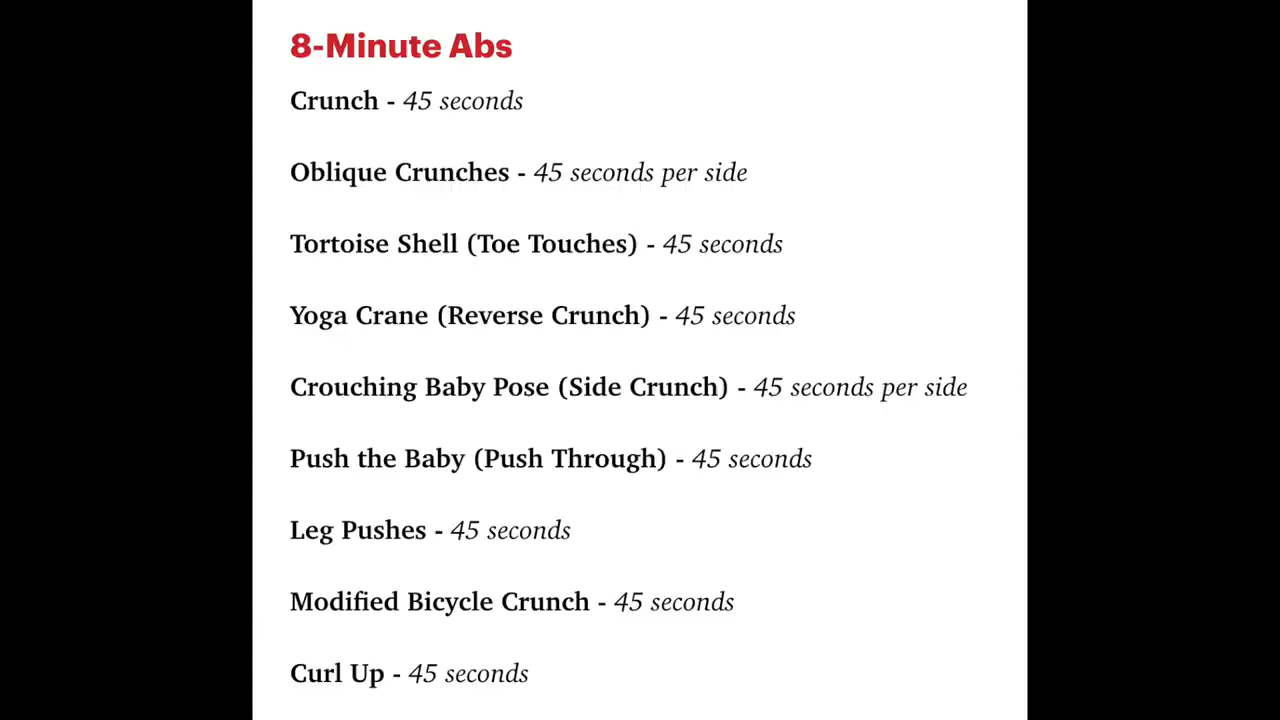 8-Minute Abs
Crunch - 45 seconds
Oblique Crunches - 45 seconds per side
Tortoise Shell (Toe Touches) - 45 seconds
Yoga Crane (Reverse Crunch) - 45 seconds
Crouching Baby Pose (Side Crunch) - 45 seconds per side
Push the Baby (Push Through) - 45 seconds
Leg Pushes - 45 seconds
Modified Bicycle Crunch - 45 seconds
Curl Up - 45 seconds